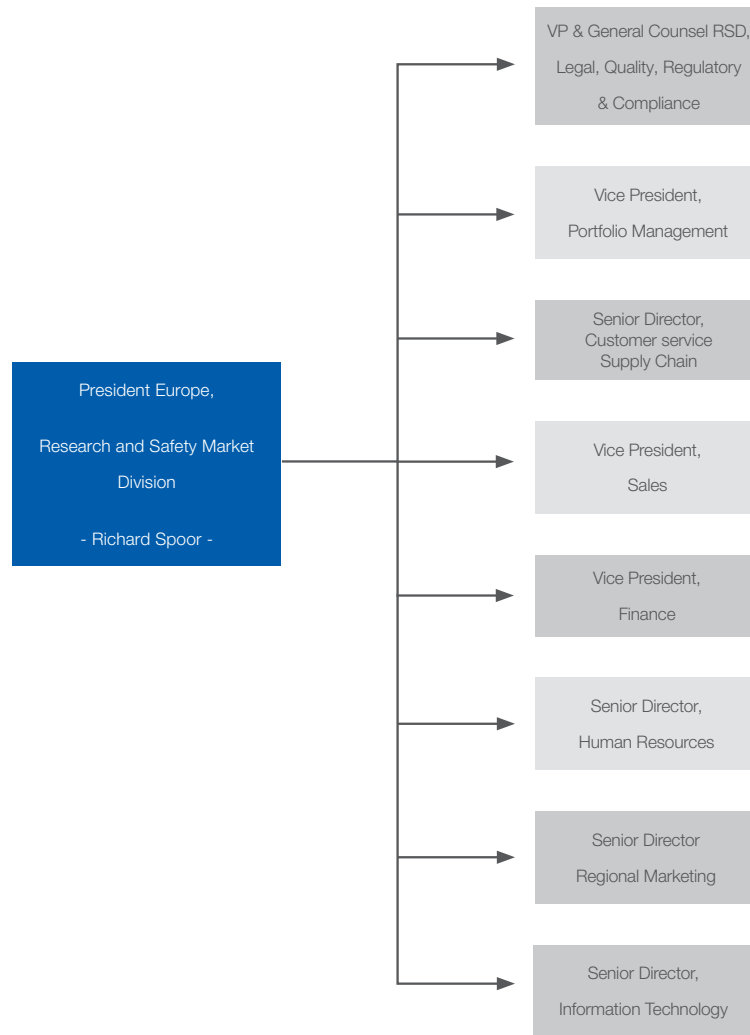 VP & General Counsel RSD,
Legal, Quality, Regulatory
& Compliance
Vice President,
Portfolio Management
Senior Director,
Customer service
Supply Chain
President Europe,
Research and Safety Market
Division
- Richard Spoor -
Vice President,
Sales
Vice President,
Finance
Senior Director,
Human Resources
Senior Director
Regional Marketing
Senior Director,
Information Technology